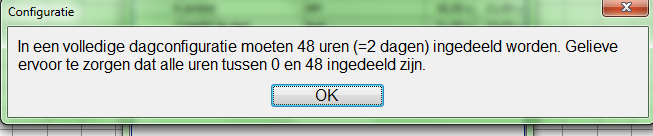 Configuratie
In een volledige dagconfiguratie moeten 48 uren (=2 dagen) ingedeeld worden. Gelieve
ervoor te zorgen dat alle uren tussen 0 en 48 ingedeeld zijn.
OK